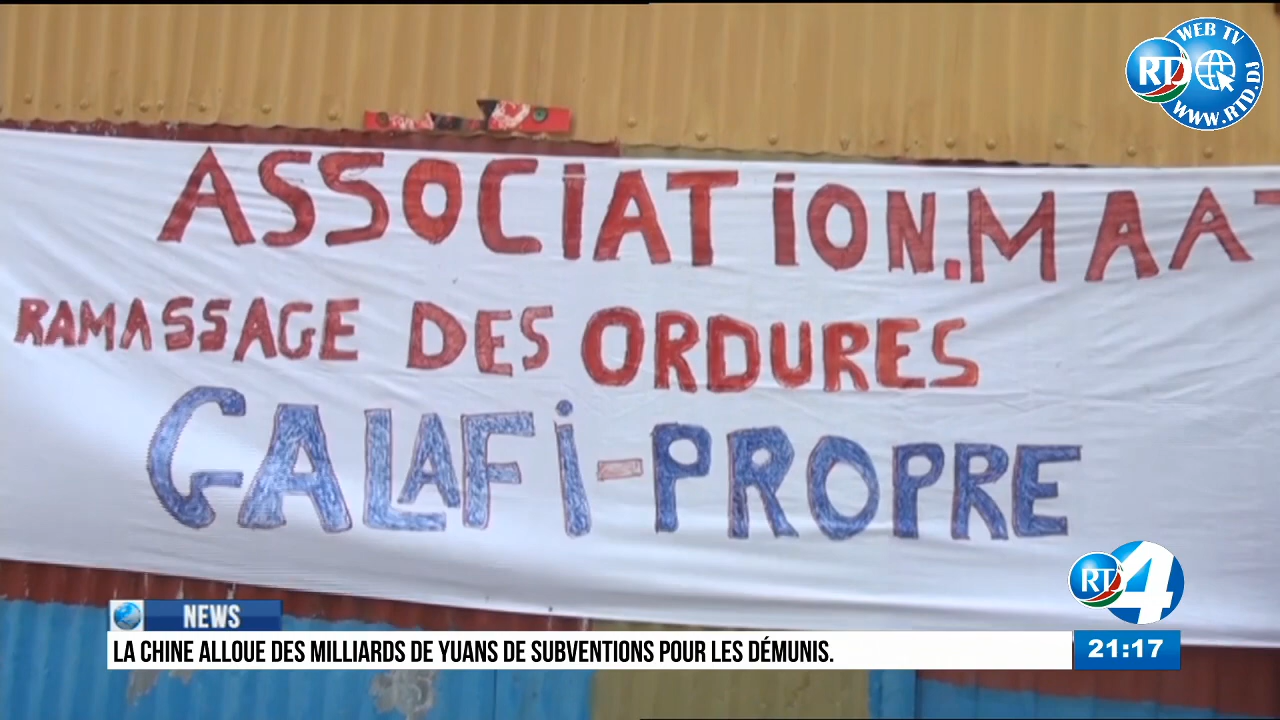 WEB TV
RTD
WWW.RTD.DJ
ASSOCiATiON.MAA
RAMASSAGE DES ORDURES
GALAFi-PROPRE
RTD 4
NEWS
LA CHINE ALLOUE DES MILLIARDS DE YUANS DE SUBVENTIONS POUR LES DÉMUNIS.
21:17